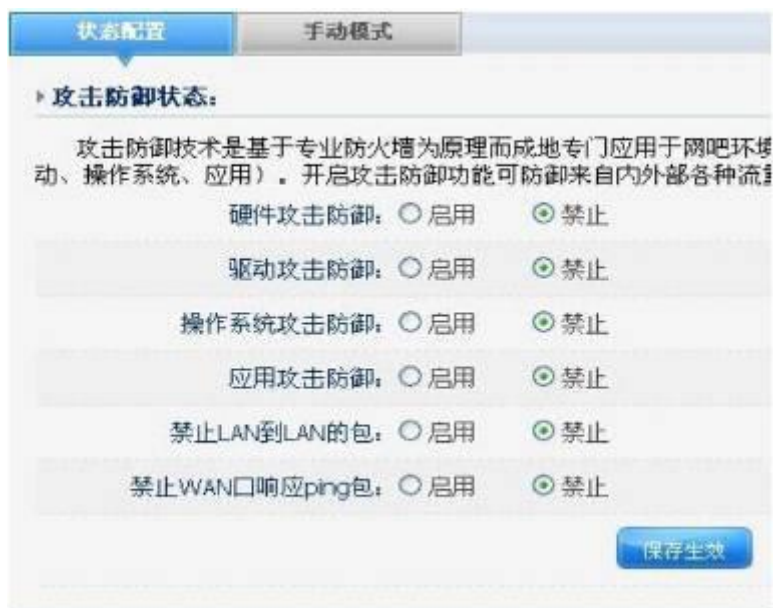 状态配置 手动模式
攻击防御状态：
攻击防御技术是基于专业防火墙为原理而成地专门应用于网吧环境
动、操作系统、应用）。开启攻击防御功能可防御来自内外部各种流量
硬件攻击防御： 启用 禁止
驱动攻击防御： 启用 禁止
操作系统攻击防御： 启用 禁止
应用攻击防御： 启用 禁止
禁止LAN到LAN的包： 启用 禁止
禁止WAN口响应ping包： 启用 禁止
保存生效